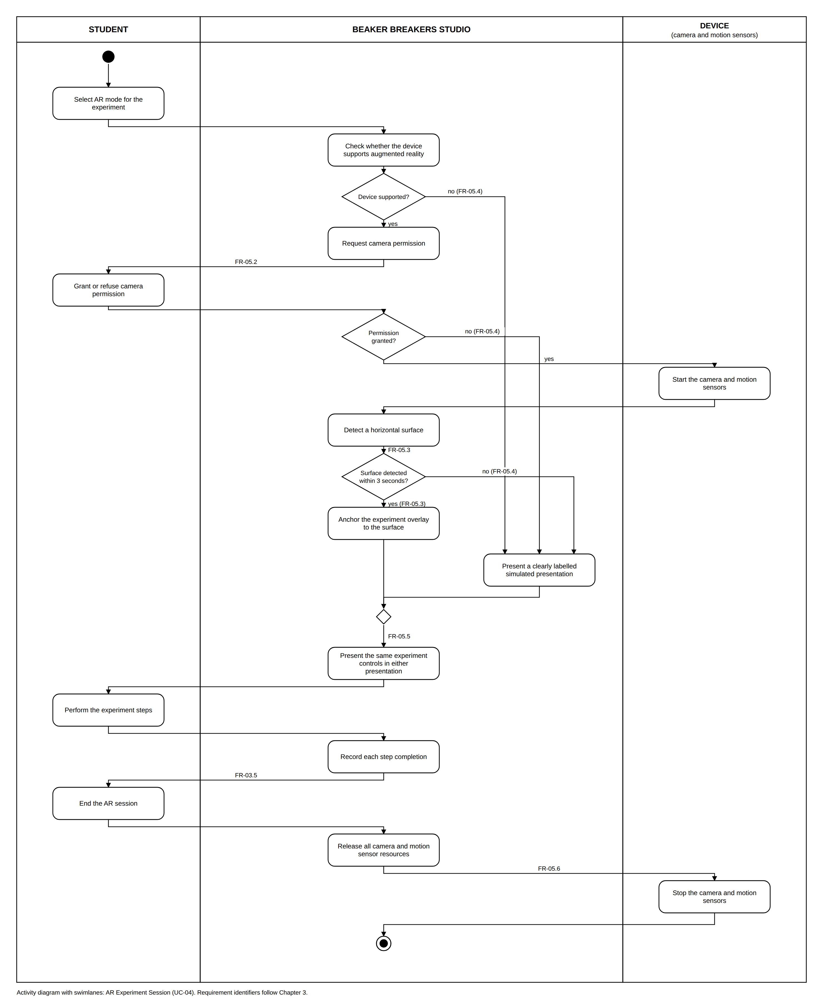 STUDENT
BEAKER BREAKERS STUDIO
DEVICE
(camera and motion sensors)
Select AR mode for the
experiment
Check whether the device
supports augmented reality
Device supported?
no (FR-05.4)
yes
Request camera permission
FR-05.2
Grant or refuse camera
permission
Permission
granted?
no (FR-05.4)
yes
Start the camera and motion
sensors
Detect a horizontal surface
FR-05.3
Surface detected
within 3 seconds?
no (FR-05.4)
yes (FR-05.3)
Anchor the experiment overlay
to the surface
Present a clearly labelled
simulated presentation
FR-05.5
Present the same experiment
controls in either
presentation
Perform the experiment steps
Record each step completion
FR-03.5
End the AR session
Release all camera and motion
sensor resources
FR-05.6
Stop the camera and motion
sensors
Activity diagram with swimlanes: AR Experiment Session (UC-04). Requirement identifiers follow Chapter 3.